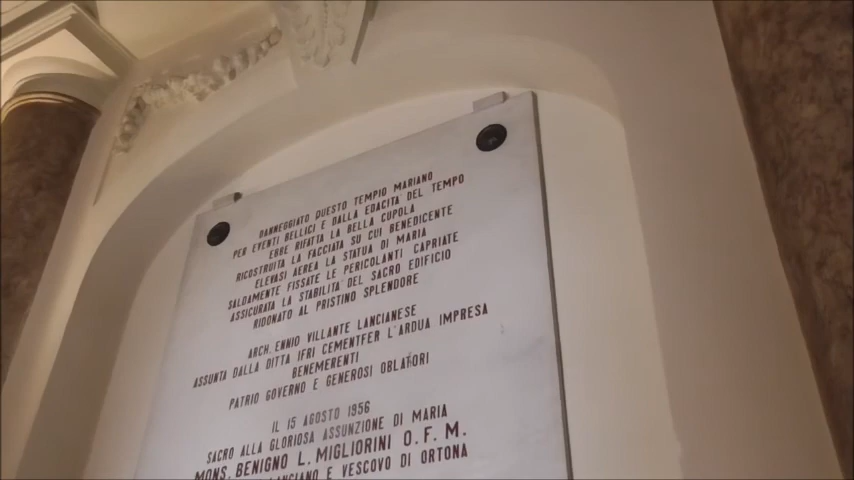 DANNEGGIATO QUESTO TEMPIO MARIANO
PER EVENTI BELLICI E DALLA EDACITA' DEL TEMPO
EBBE RIFATTA LA BELLA CUPOLA
RICOSTRUITA LA FACCIATA SU CUI BENEDICENTE
ELEVASI AEREA LA STATUA DI MARIA
SALDAMENTE FISSATE LE PERICOLANTI CAPRIATE
ASSICURATA LA STABILITA' DEL SACRO EDIFICIO
RIDONATO AL PRISTINO SPLENDORE
ARCH. ENNIO VILLANTE LANCIANESE
ASSUNTA DALLA DITTA IFRI CEMENTFER L'ARDUA IMPRESA
BENEMERENTI
PATRIO GOVERNO E GENEROSI OBLATORI
IL 15 AGOSTO 1956
SACRO ALLA GLORIOSA ASSUNZIONE DI MARIA
MONS. BENIGNO L. MIGLIORINI O.F.M.
LANCIANO E VESCOVO DI ORTONA